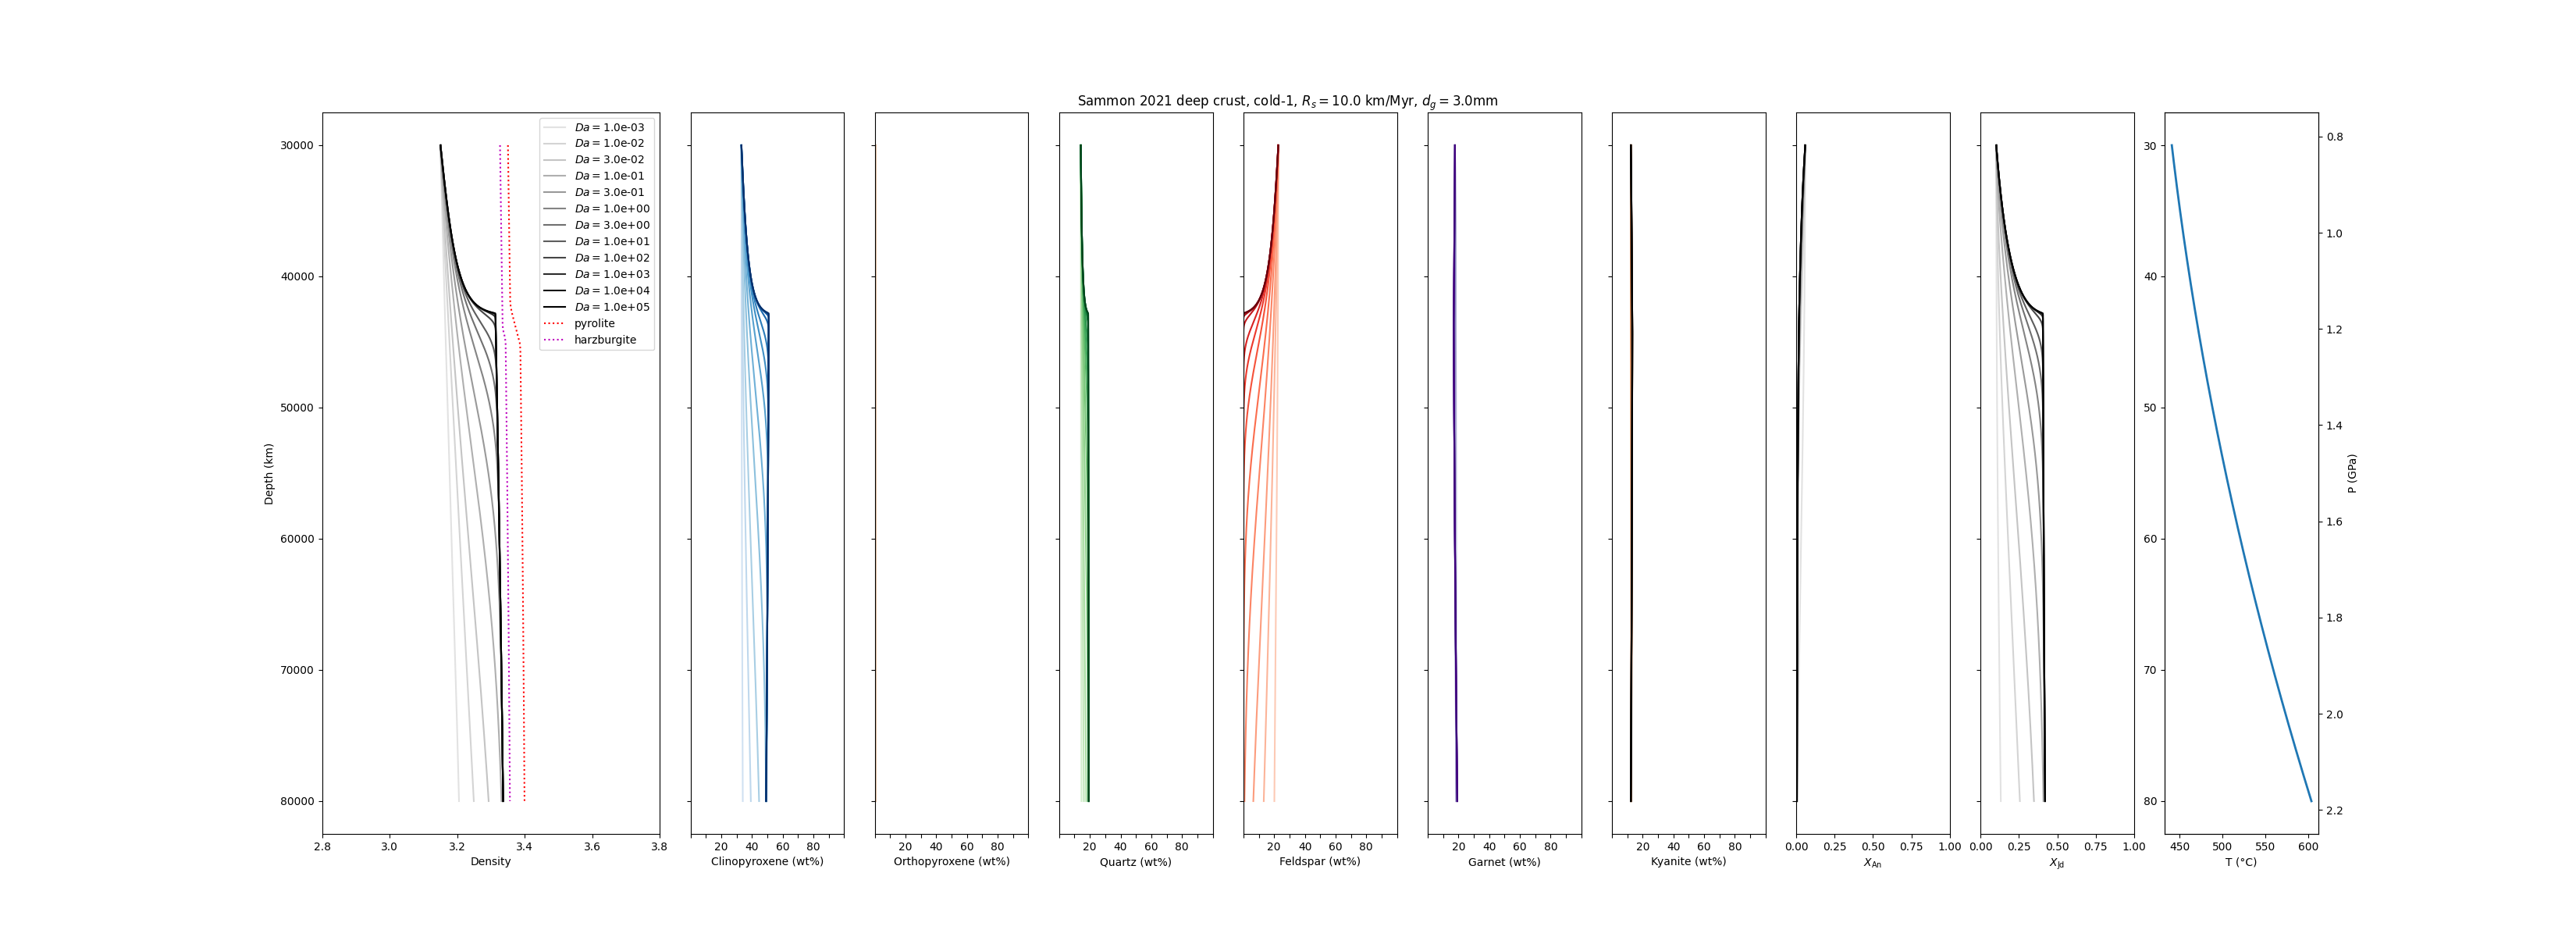 Sammon 2021 deep crust, cold-1, Rs = 10.0 km/Myr, dg = 3.0mm
Da = 1.0e-03
Da = 1.0e-02
Da = 3.0e-02
Da = 1.0e-01
Da = 3.0e-01
Da = 1.0e+00
Da = 3.0e+00
Da = 1.0e+01
Da = 1.0e+02
Da = 1.0e+03
Da = 1.0e+04
Da = 1.0e+05
pyrolite
harzburgite
Depth (km)
30000
40000
50000
60000
70000
80000
2.8 3.0 3.2 3.4 3.6 3.8
Density
20 40 60 80
Clinopyroxene (wt%)
20 40 60 80
Orthopyroxene (wt%)
20 40 60 80
Quartz (wt%)
20 40 60 80
Feldspar (wt%)
20 40 60 80
Garnet (wt%)
20 40 60 80
Kyanite (wt%)
0.00 0.25 0.50 0.75 1.00
XAn
0.00 0.25 0.50 0.75 1.00
XJd
30
40
50
60
70
80
450 500 550 600
T (°C)
0.8
1.0
1.2
1.4
1.6
1.8
2.0
2.2
P (GPa)